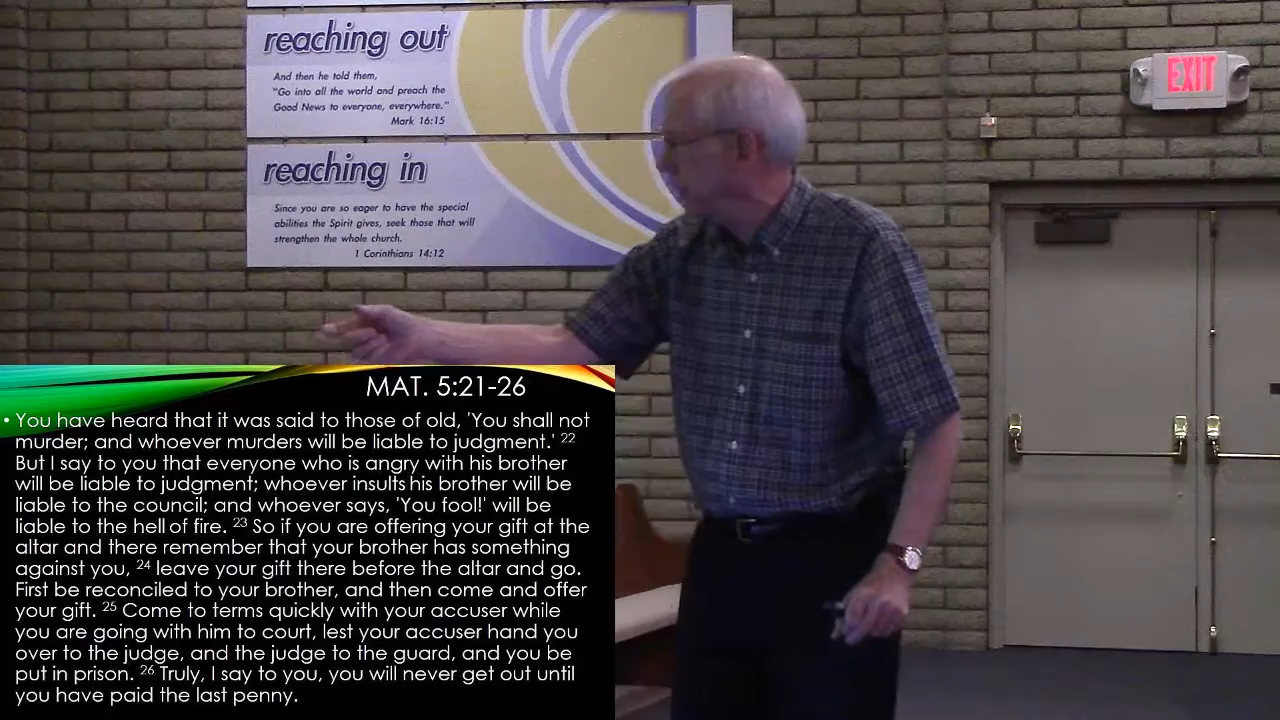 reaching out
And then he told them,
"Go into all the world and preach the
Good News to everyone, everywhere."
Mark 16:15
reaching in
Since you are so eager to have the special
abilities the Spirit gives, seek those that will
strengthen the whole church.
1 Corinthians 14:12
EXIT
MAT. 5:21-26
• You have heard that it was said to those of old, 'You shall not
murder; and whoever murders will be liable to judgment.' 22
But I say to you that everyone who is angry with his brother
will be liable to judgment; whoever insults his brother will be
liable to the council; and whoever says, 'You fool!' will be
liable to the hell of fire. 23 So if you are offering your gift at the
altar and there remember that your brother has something
against you, 24 leave your gift there before the altar and go.
First be reconciled to your brother, and then come and offer
your gift. 25 Come to terms quickly with your accuser while
you are going with him to court, lest your accuser hand you
over to the judge, and the judge to the guard, and you be
put in prison. 26 Truly, I say to you, you will never get out until
you have paid the last penny.